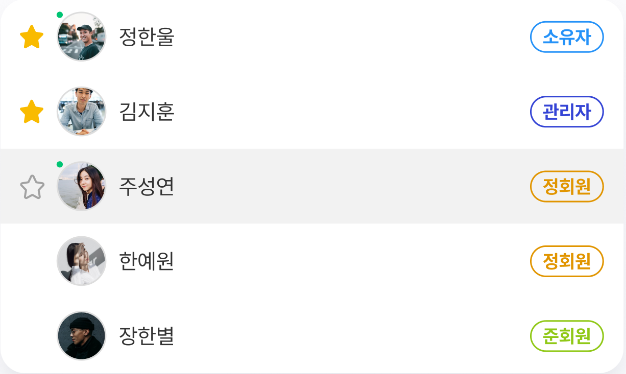 정한울 소유자
김지훈 관리자
주성연 정회원
한예원 정회원
장한별 준회원